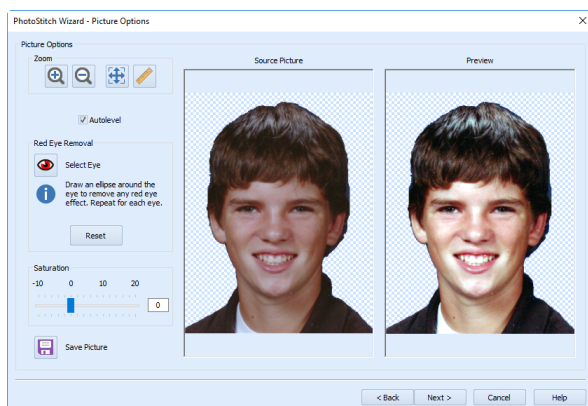 PhotoStitch Wizard - Picture Options
Picture Options
Zoom
Source Picture
Preview
Autolevel
Red Eye Removal
Select Eye
Draw an ellipse around the
eye to remove any red eye
effect. Repeat for each eye.
Reset
Saturation
-10 0 10 20
0
Save Picture
< Back Next > Cancel Help